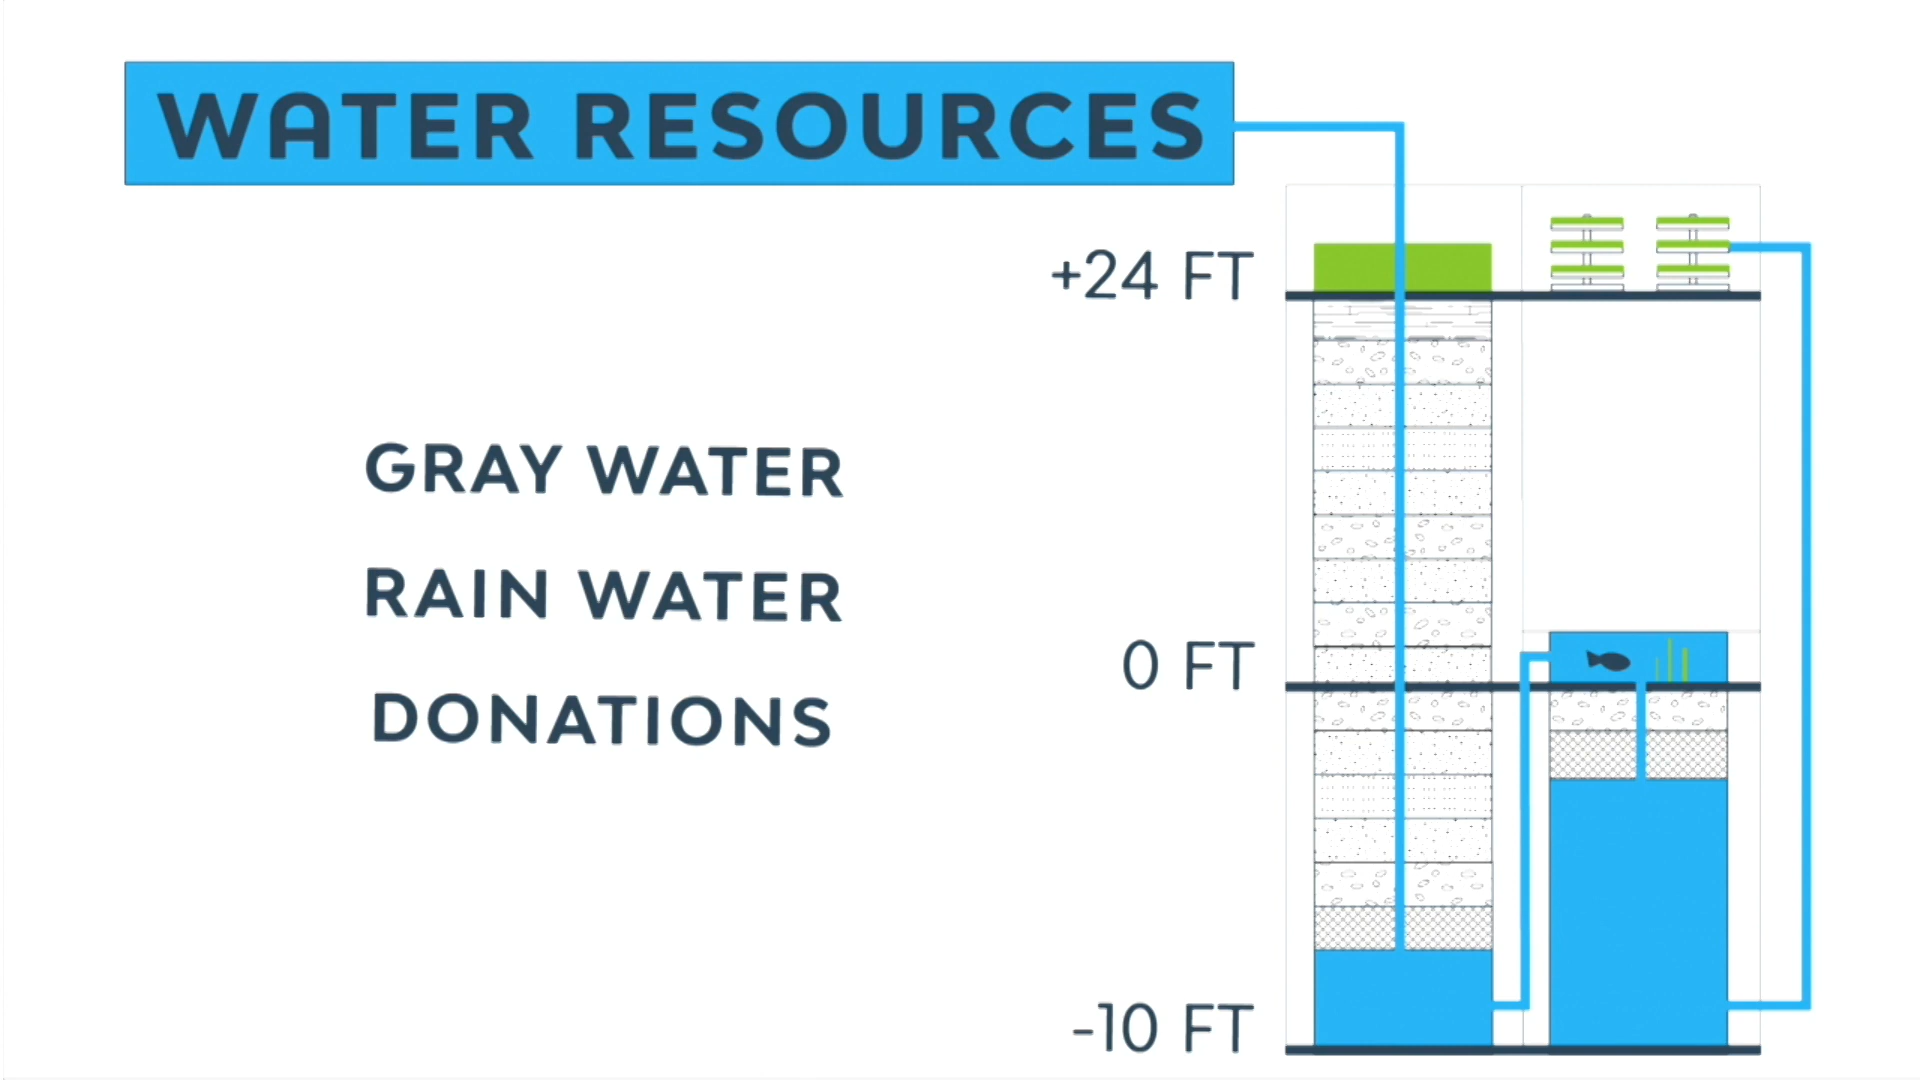 WATER RESOURCES
+24 FT
GRAY WATER
RAIN WATER
0 FT
DONATIONS
-10 FT